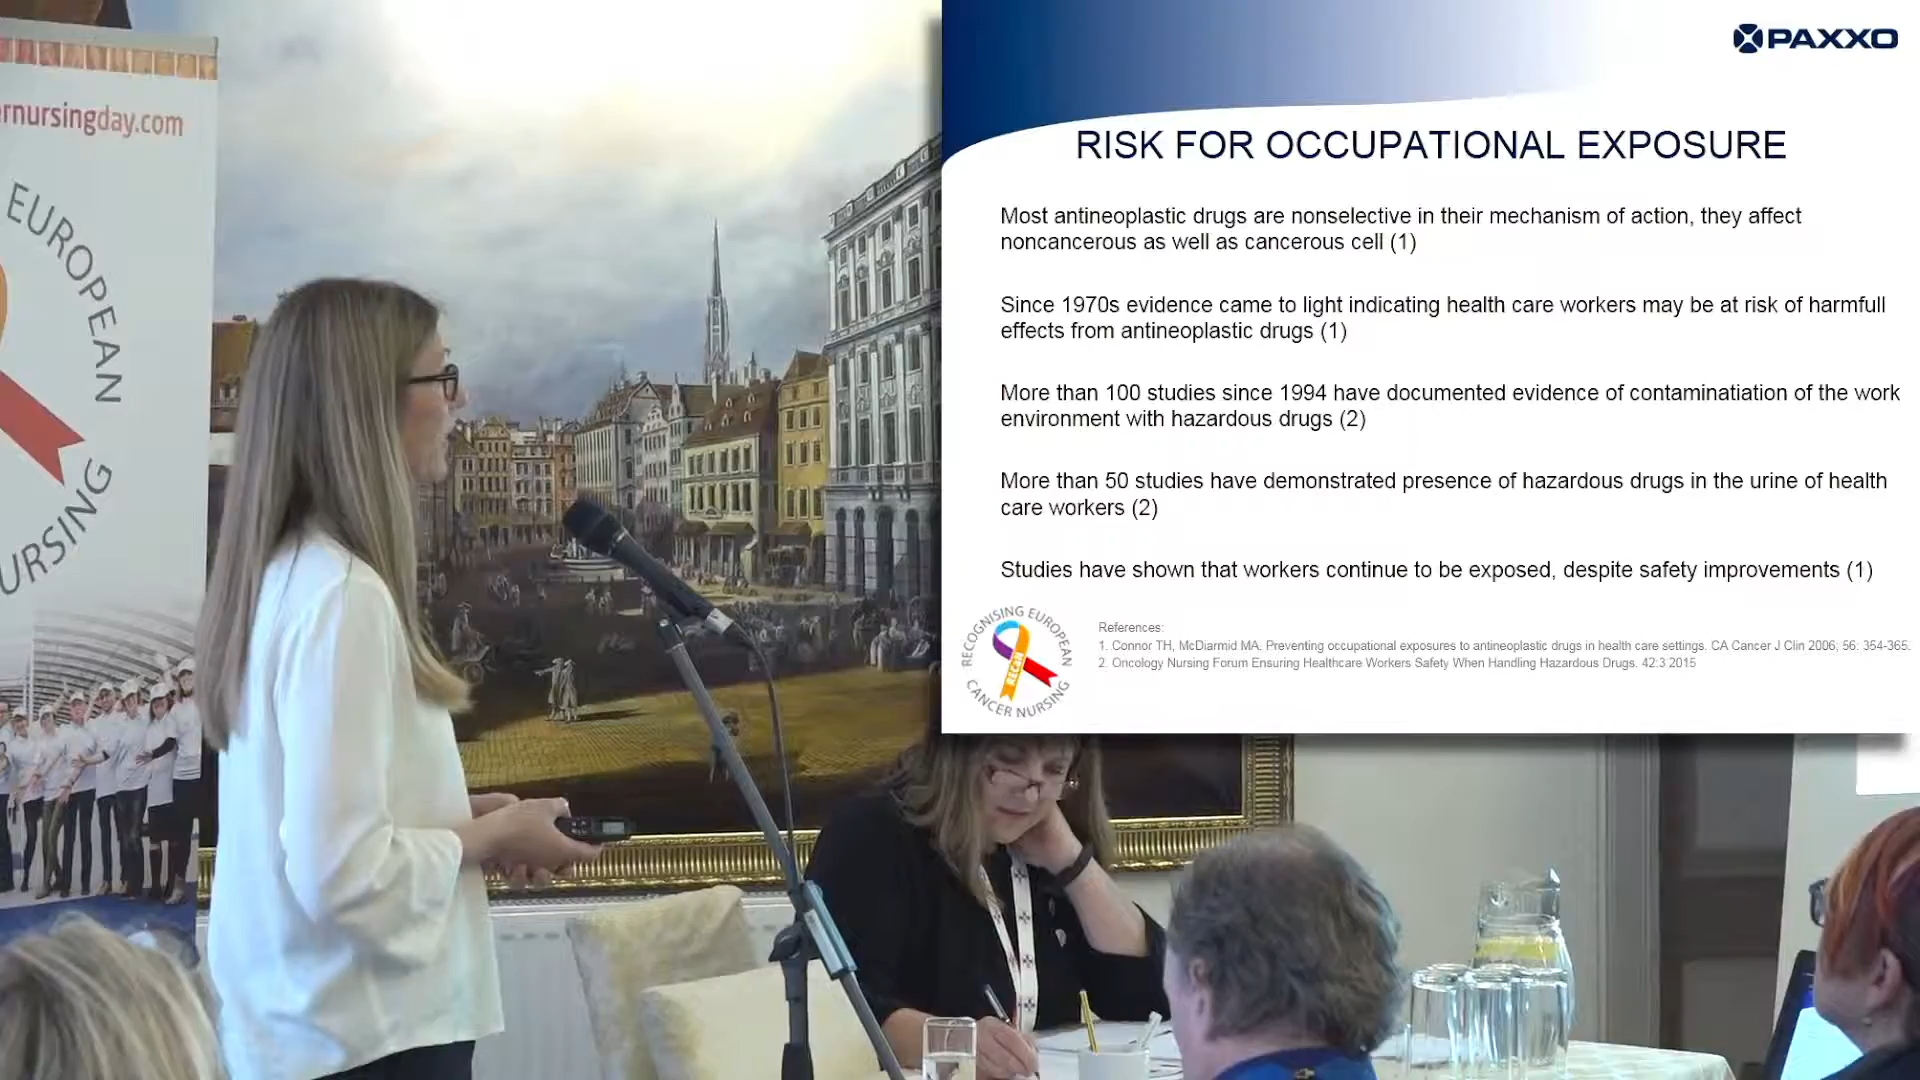 rnursingday.com
EUROPEAN
URSING
PAXXO
RISK FOR OCCUPATIONAL EXPOSURE
Most antineoplastic drugs are nonselective in their mechanism of action, they affect
noncancerous as well as cancerous cell (1)
Since 1970s evidence came to light indicating health care workers may be at risk of harmfull
effects from antineoplastic drugs (1)
More than 100 studies since 1994 have documented evidence of contaminatiation of the work
environment with hazardous drugs (2)
More than 50 studies have demonstrated presence of hazardous drugs in the urine of health
care workers (2)
Studies have shown that workers continue to be exposed, despite safety improvements (1)
RECOGNISING EUROPEAN
CANCER NURSING
RECaN
References:
1. Connor TH, McDiarmid MA. Preventing occupational exposures to antineoplastic drugs in health care settings. CA Cancer J Clin 2006; 56: 354-365.
2. Oncology Nursing Forum Ensuring Healthcare Workers Safety When Handling Hazardous Drugs. 42:3 2015